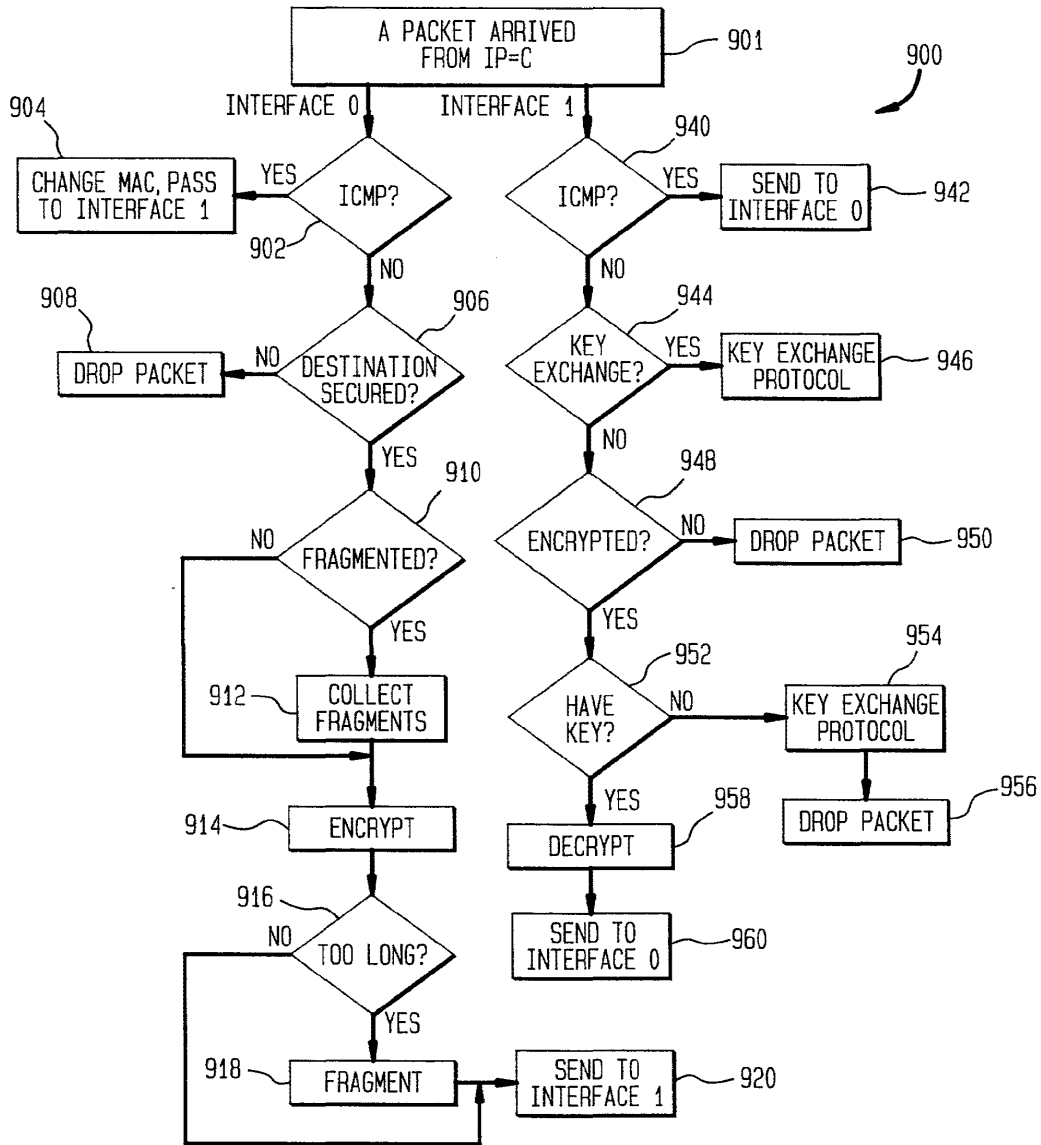 A PACKET ARRIVED
FROM IP=C
901
900
INTERFACE 0
INTERFACE 1
904
CHANGE MAC, PASS
TO INTERFACE 1
YES
ICMP?
902
NO
940
ICMP?
YES
SEND TO
INTERFACE 0
942
NO
908
DROP PACKET
NO
906
DESTINATION
SECURED?
YES
944
KEY
EXCHANGE?
YES
KEY EXCHANGE
PROTOCOL
946
NO
910
NO
FRAGMENTED?
YES
948
ENCRYPTED?
NO
DROP PACKET
950
YES
912
COLLECT
FRAGMENTS
952
HAVE
KEY?
NO
954
KEY EXCHANGE
PROTOCOL
YES
956
DROP PACKET
914
ENCRYPT
958
DECRYPT
916
NO
TOO LONG?
YES
SEND TO
INTERFACE 0
960
918
FRAGMENT
SEND TO
INTERFACE 1
920